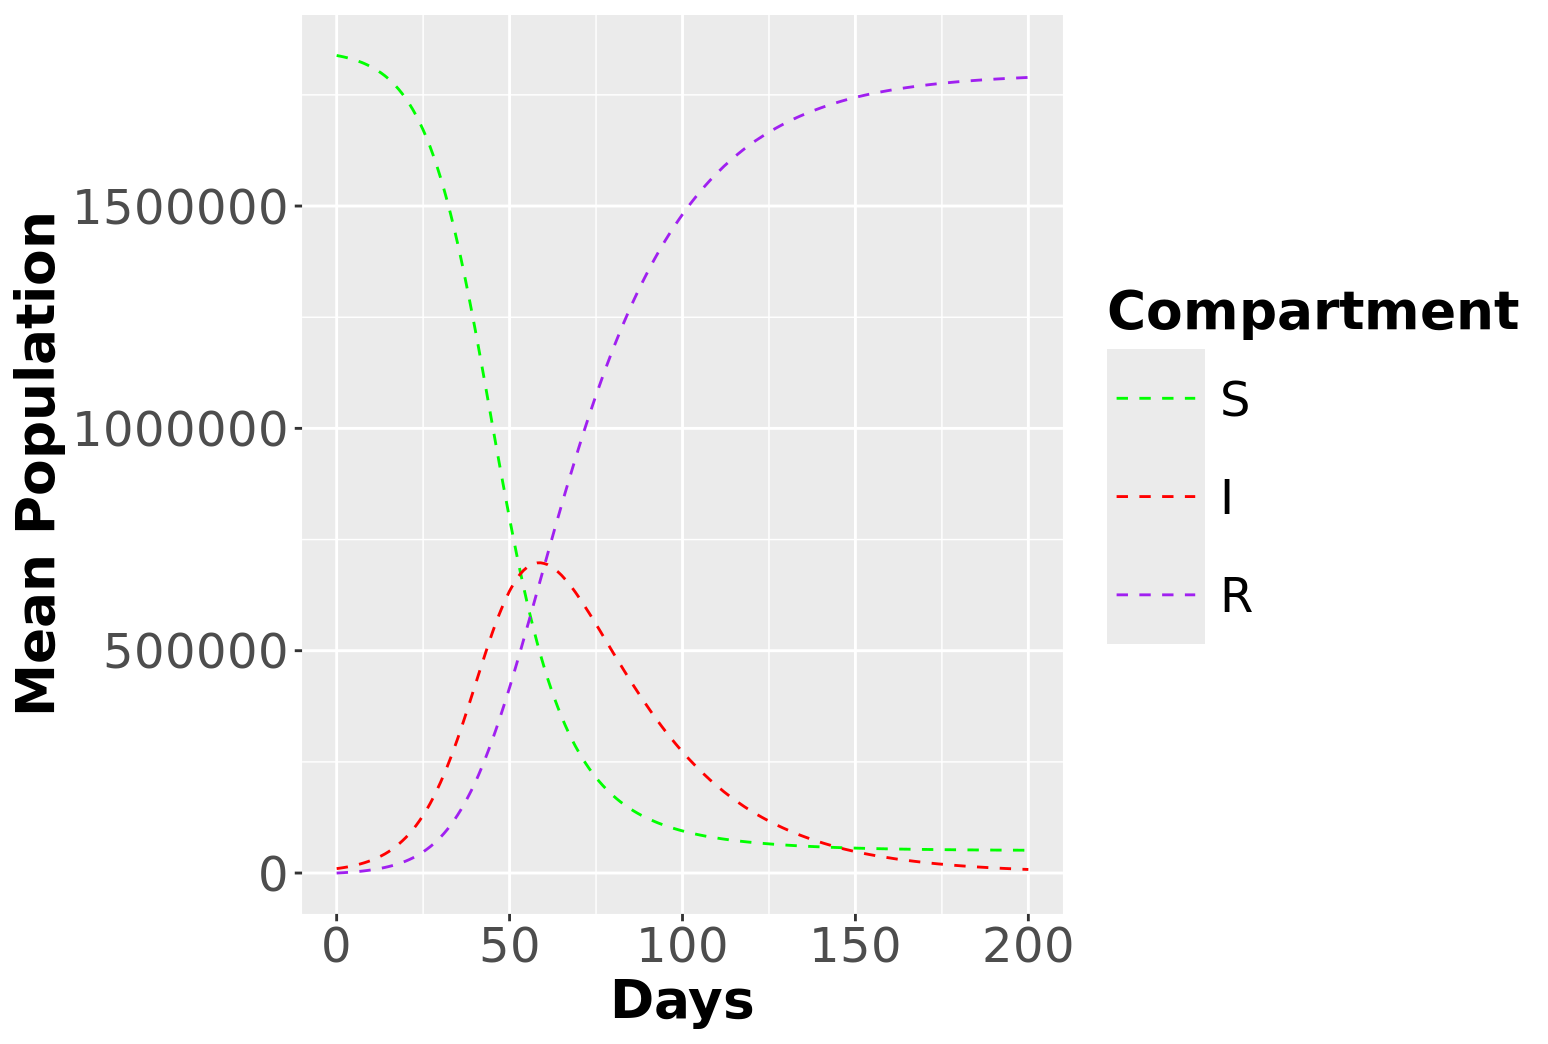 Mean Population
1500000
1000000
500000
0
0 50 100 150 200
Days
Compartment
S
I
R